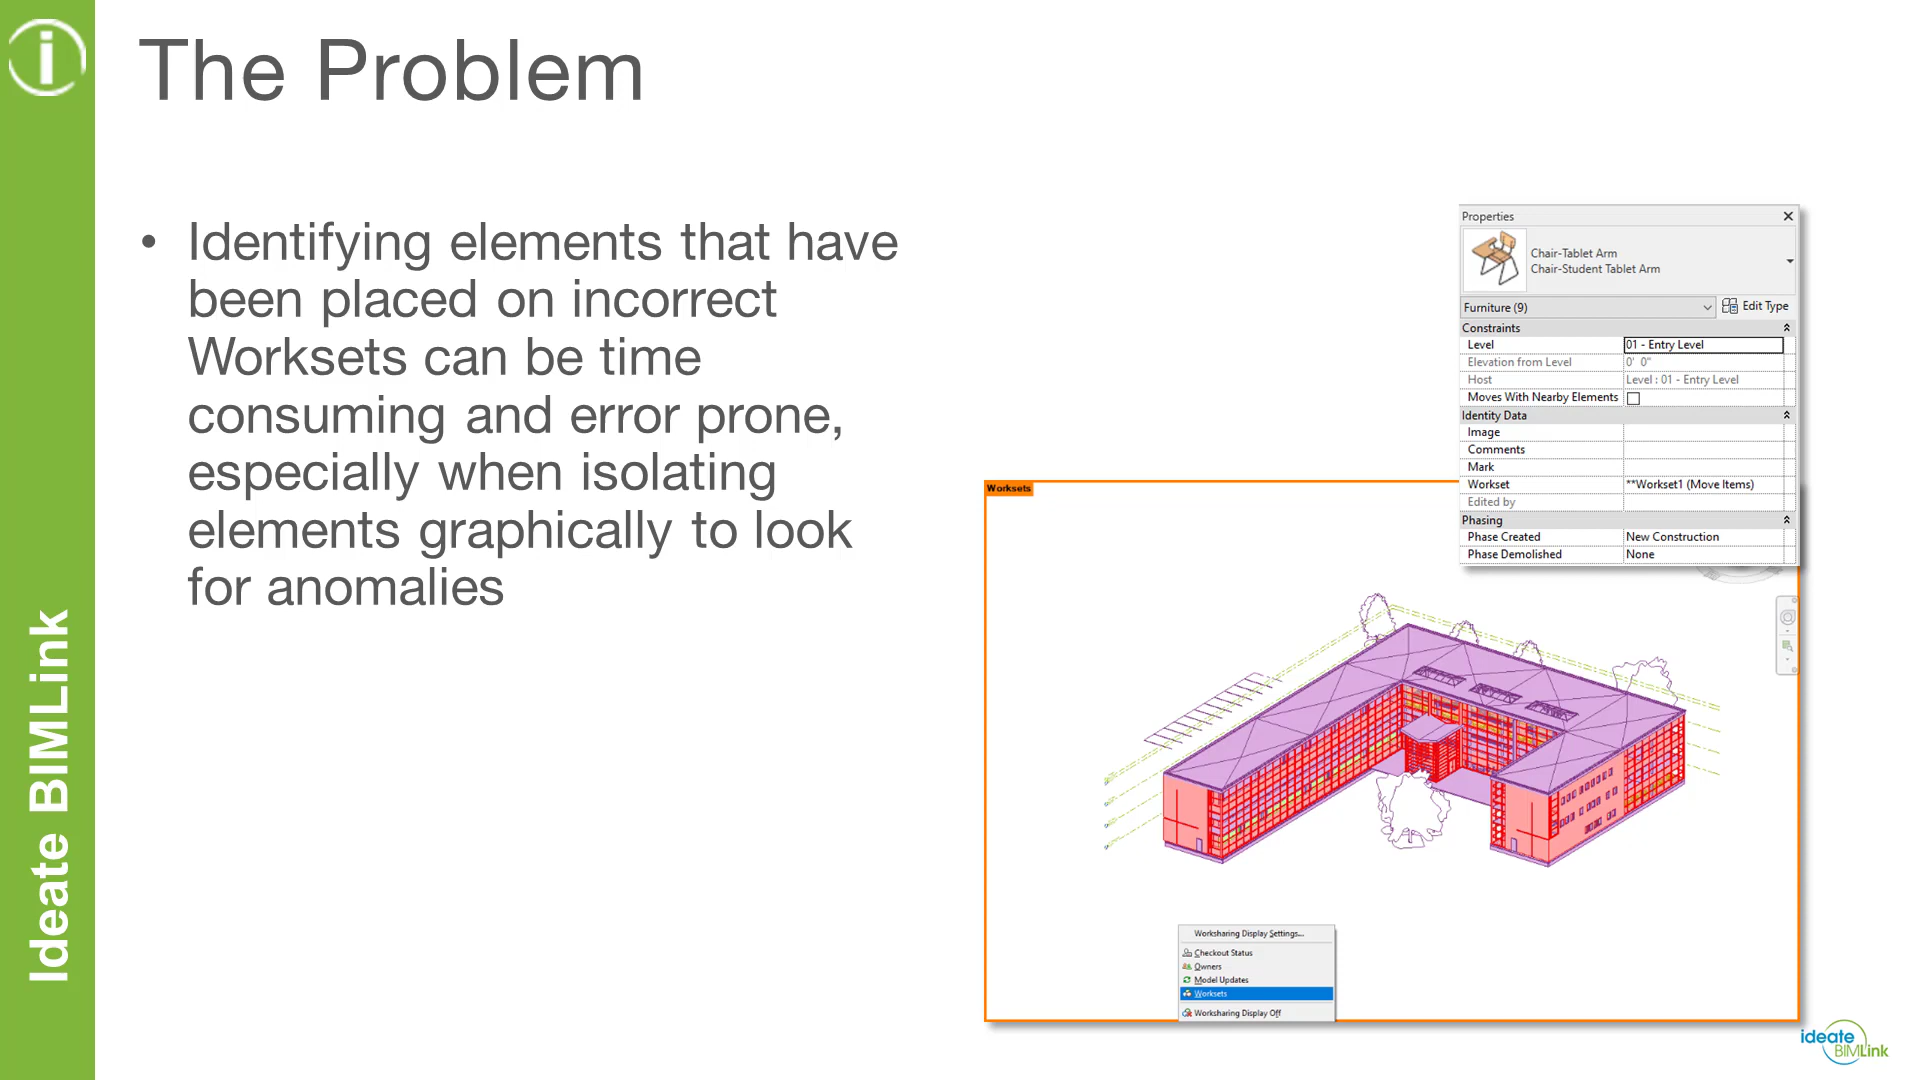 The Problem
• Identifying elements that have
been placed on incorrect
Worksets can be time
consuming and error prone,
especially when isolating
elements graphically to look
for anomalies
Ideate BIMLink
Properties
Chair-Tablet Arm
Chair-Student Tablet Arm
Furniture (9)
Edit Type
Constraints
Level 01 - Entry Level
Elevation from Level 0' 0"
Host Level : 01 - Entry Level
Moves With Nearby Elements
Identity Data
Image
Comments
Mark
Workset **Workset1 (Move Items)
Edited by
Phasing
Phase Created New Construction
Phase Demolished None
Worksets
Worksharing Display Settings...
Checkout Status
Owners
Model Updates
Worksets
Worksharing Display Off
ideate
BIMLink